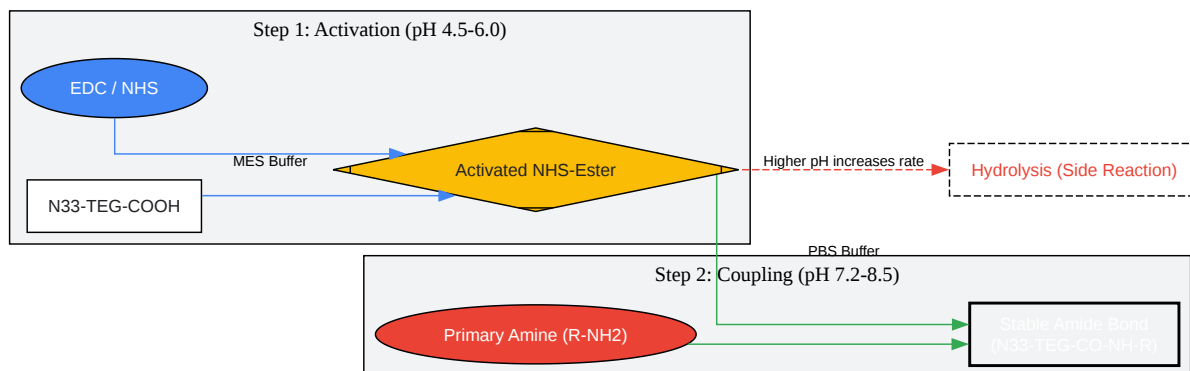 Step 1: Activation (pH 4.5-6.0)
EDC / NHS
MES Buffer
Activated NHS-Ester
Higher pH increases rate
Hydrolysis (Side Reaction)
N33-TEG-COOH
PBS Buffer
Step 2: Coupling (pH 7.2-8.5)
Primary Amine (R-NH2)
Stable Amide Bond
(N33-TEG-CO-NH-R)